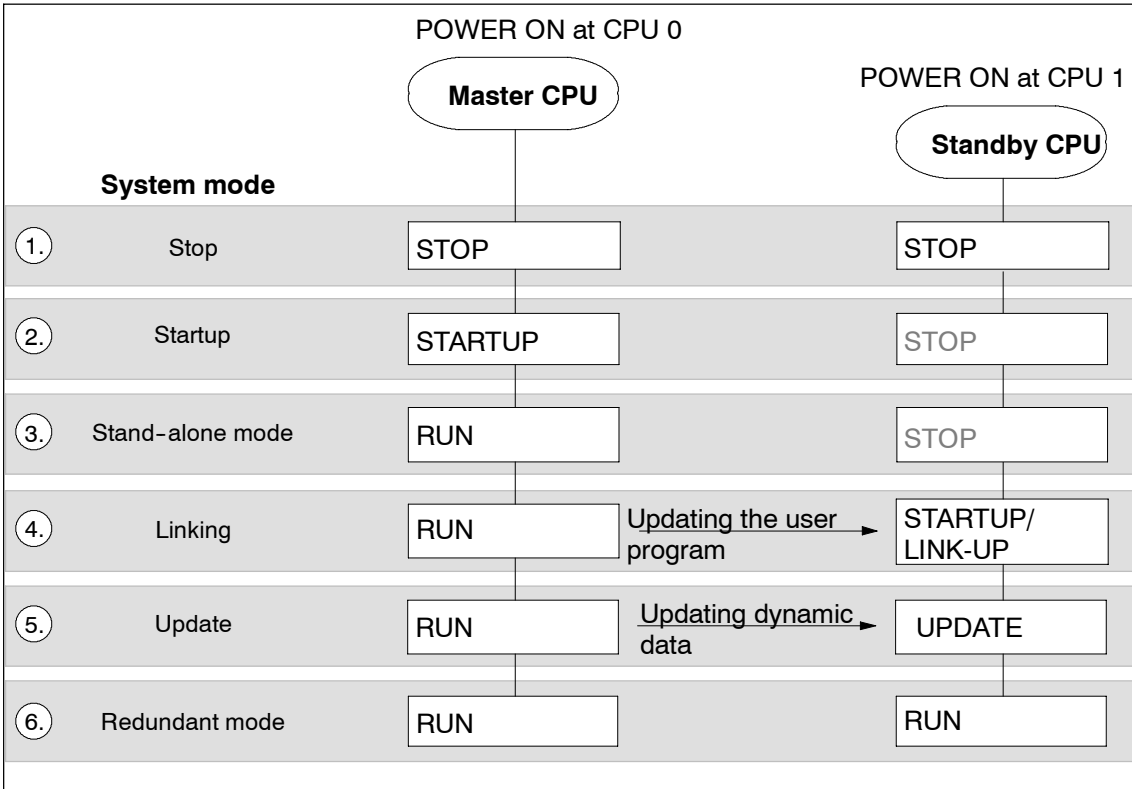 POWER ON at CPU 0
Master CPU
POWER ON at CPU 1
Standby CPU
System mode
1. Stop STOP STOP
2. Startup STARTUP STOP
3. Stand-alone mode RUN STOP
4. Linking RUN Updating the user program STARTUP/
LINK-UP
5. Update RUN Updating dynamic data UPDATE
6. Redundant mode RUN RUN